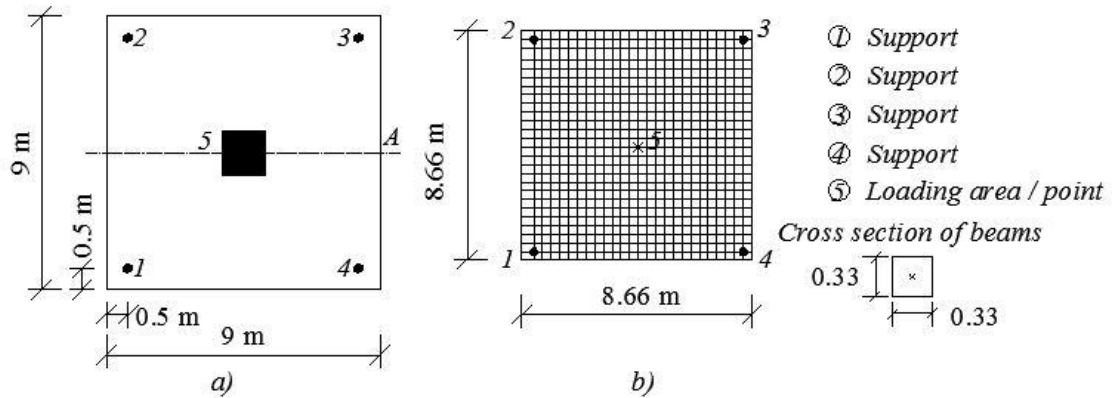 2
3
5
A
1
4
9 m
0.5 m
0.5 m
9 m
a)
2
3
5
1
4
8.66 m
8.66 m
b)
① Support
② Support
③ Support
④ Support
⑤ Loading area / point
Cross section of beams
0.33
0.33